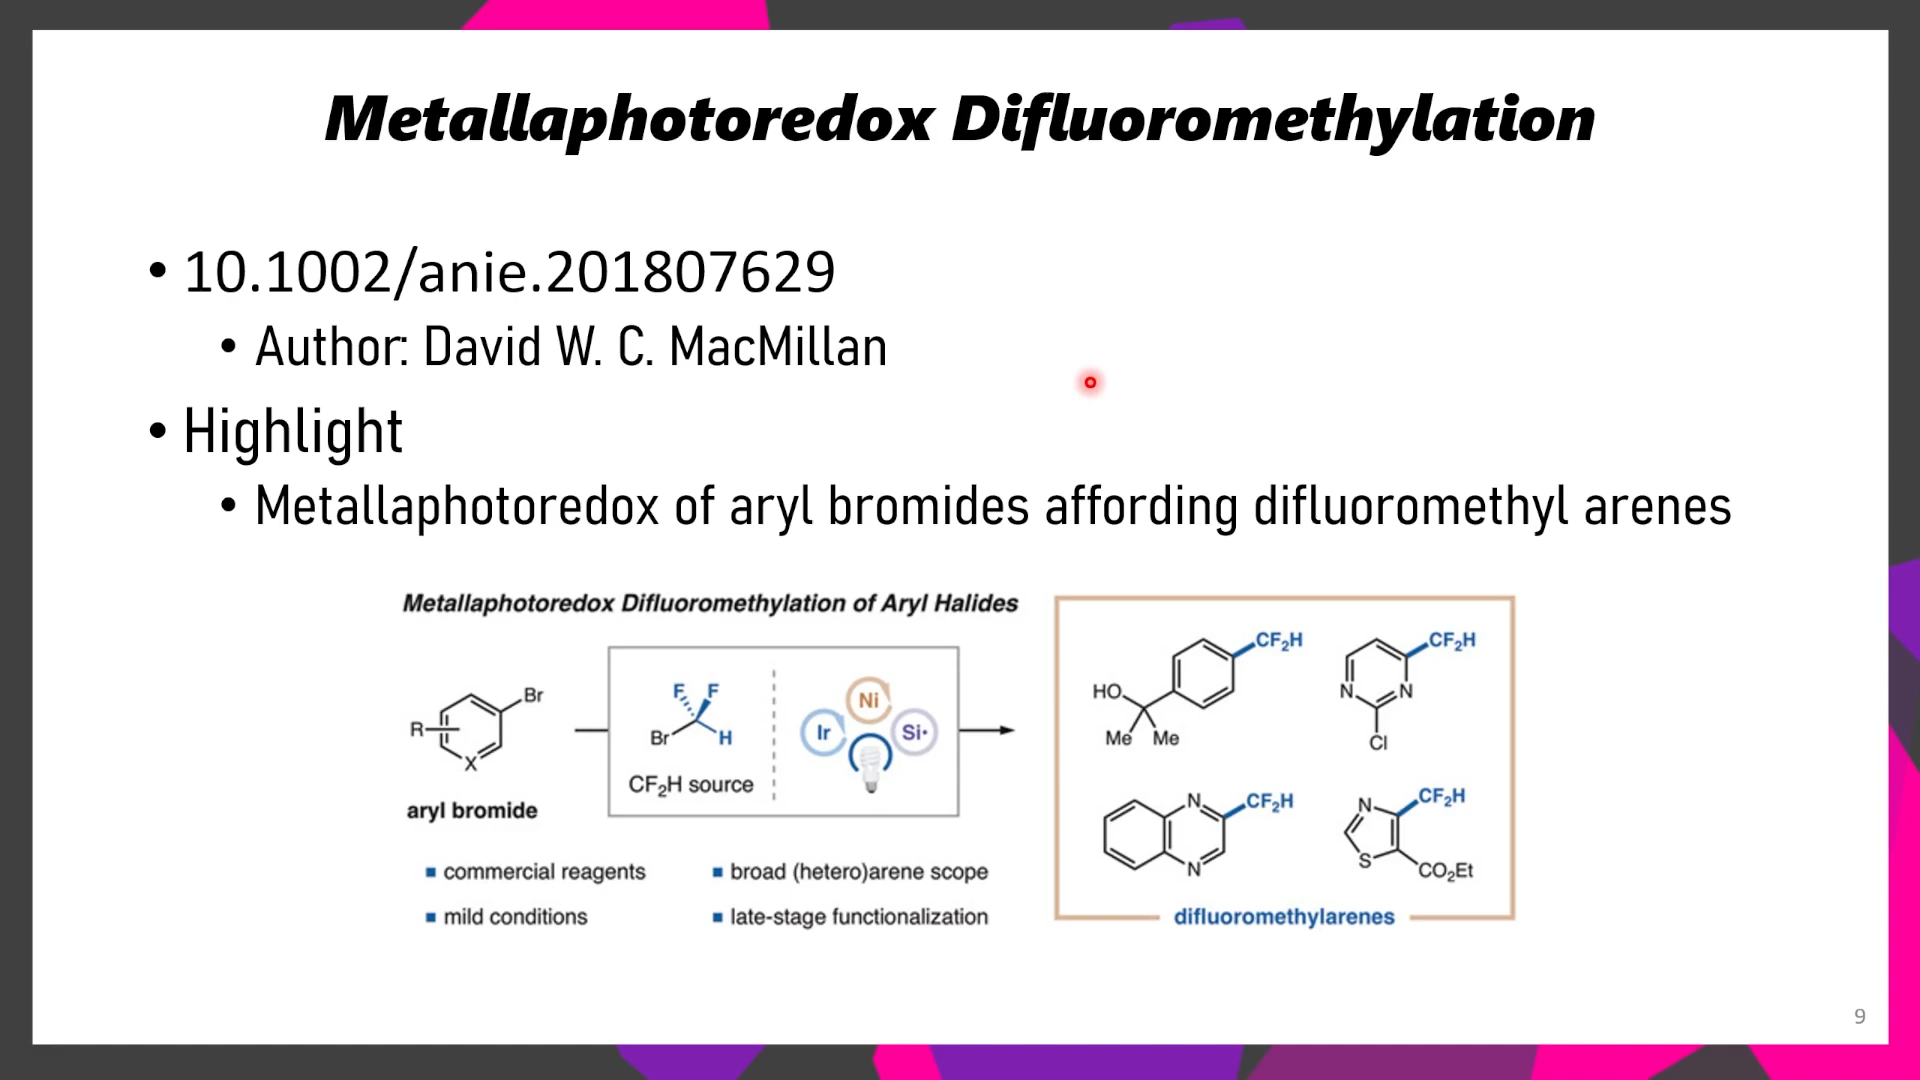 Metallaphotoredox Difluoromethylation
• 10.1002/anie.201807629
• Author: David W. C. MacMillan
• Highlight
• Metallaphotoredox of aryl bromides affording difluoromethyl arenes
Metallaphotoredox Difluoromethylation of Aryl Halides
R
Br
X
aryl bromide
F F
Br H
CF₂H source
Ni
Ir
Si•
▪ commercial reagents
▪ broad (hetero)arene scope
▪ mild conditions
▪ late-stage functionalization
CF₂H
HO
Me Me
CF₂H
N N
Cl
N
CF₂H
N
N
CF₂H
S
CO₂Et
difluoromethylarenes
9